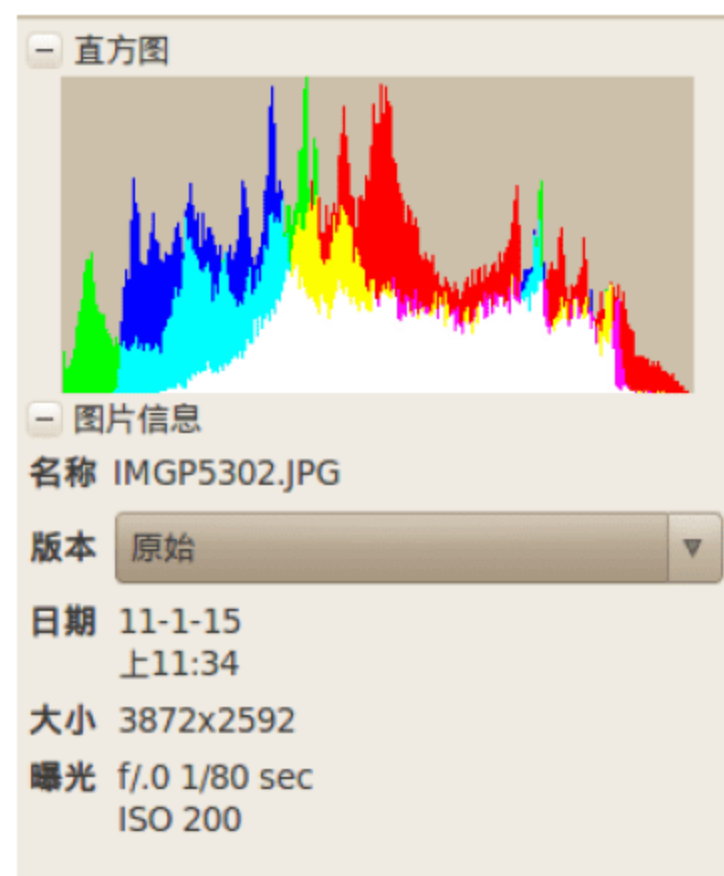 直方图
图片信息
名称 IMGP5302.JPG
版本 原始
日期 11-1-15
上11:34
大小 3872x2592
曝光 f/.0 1/80 sec
ISO 200